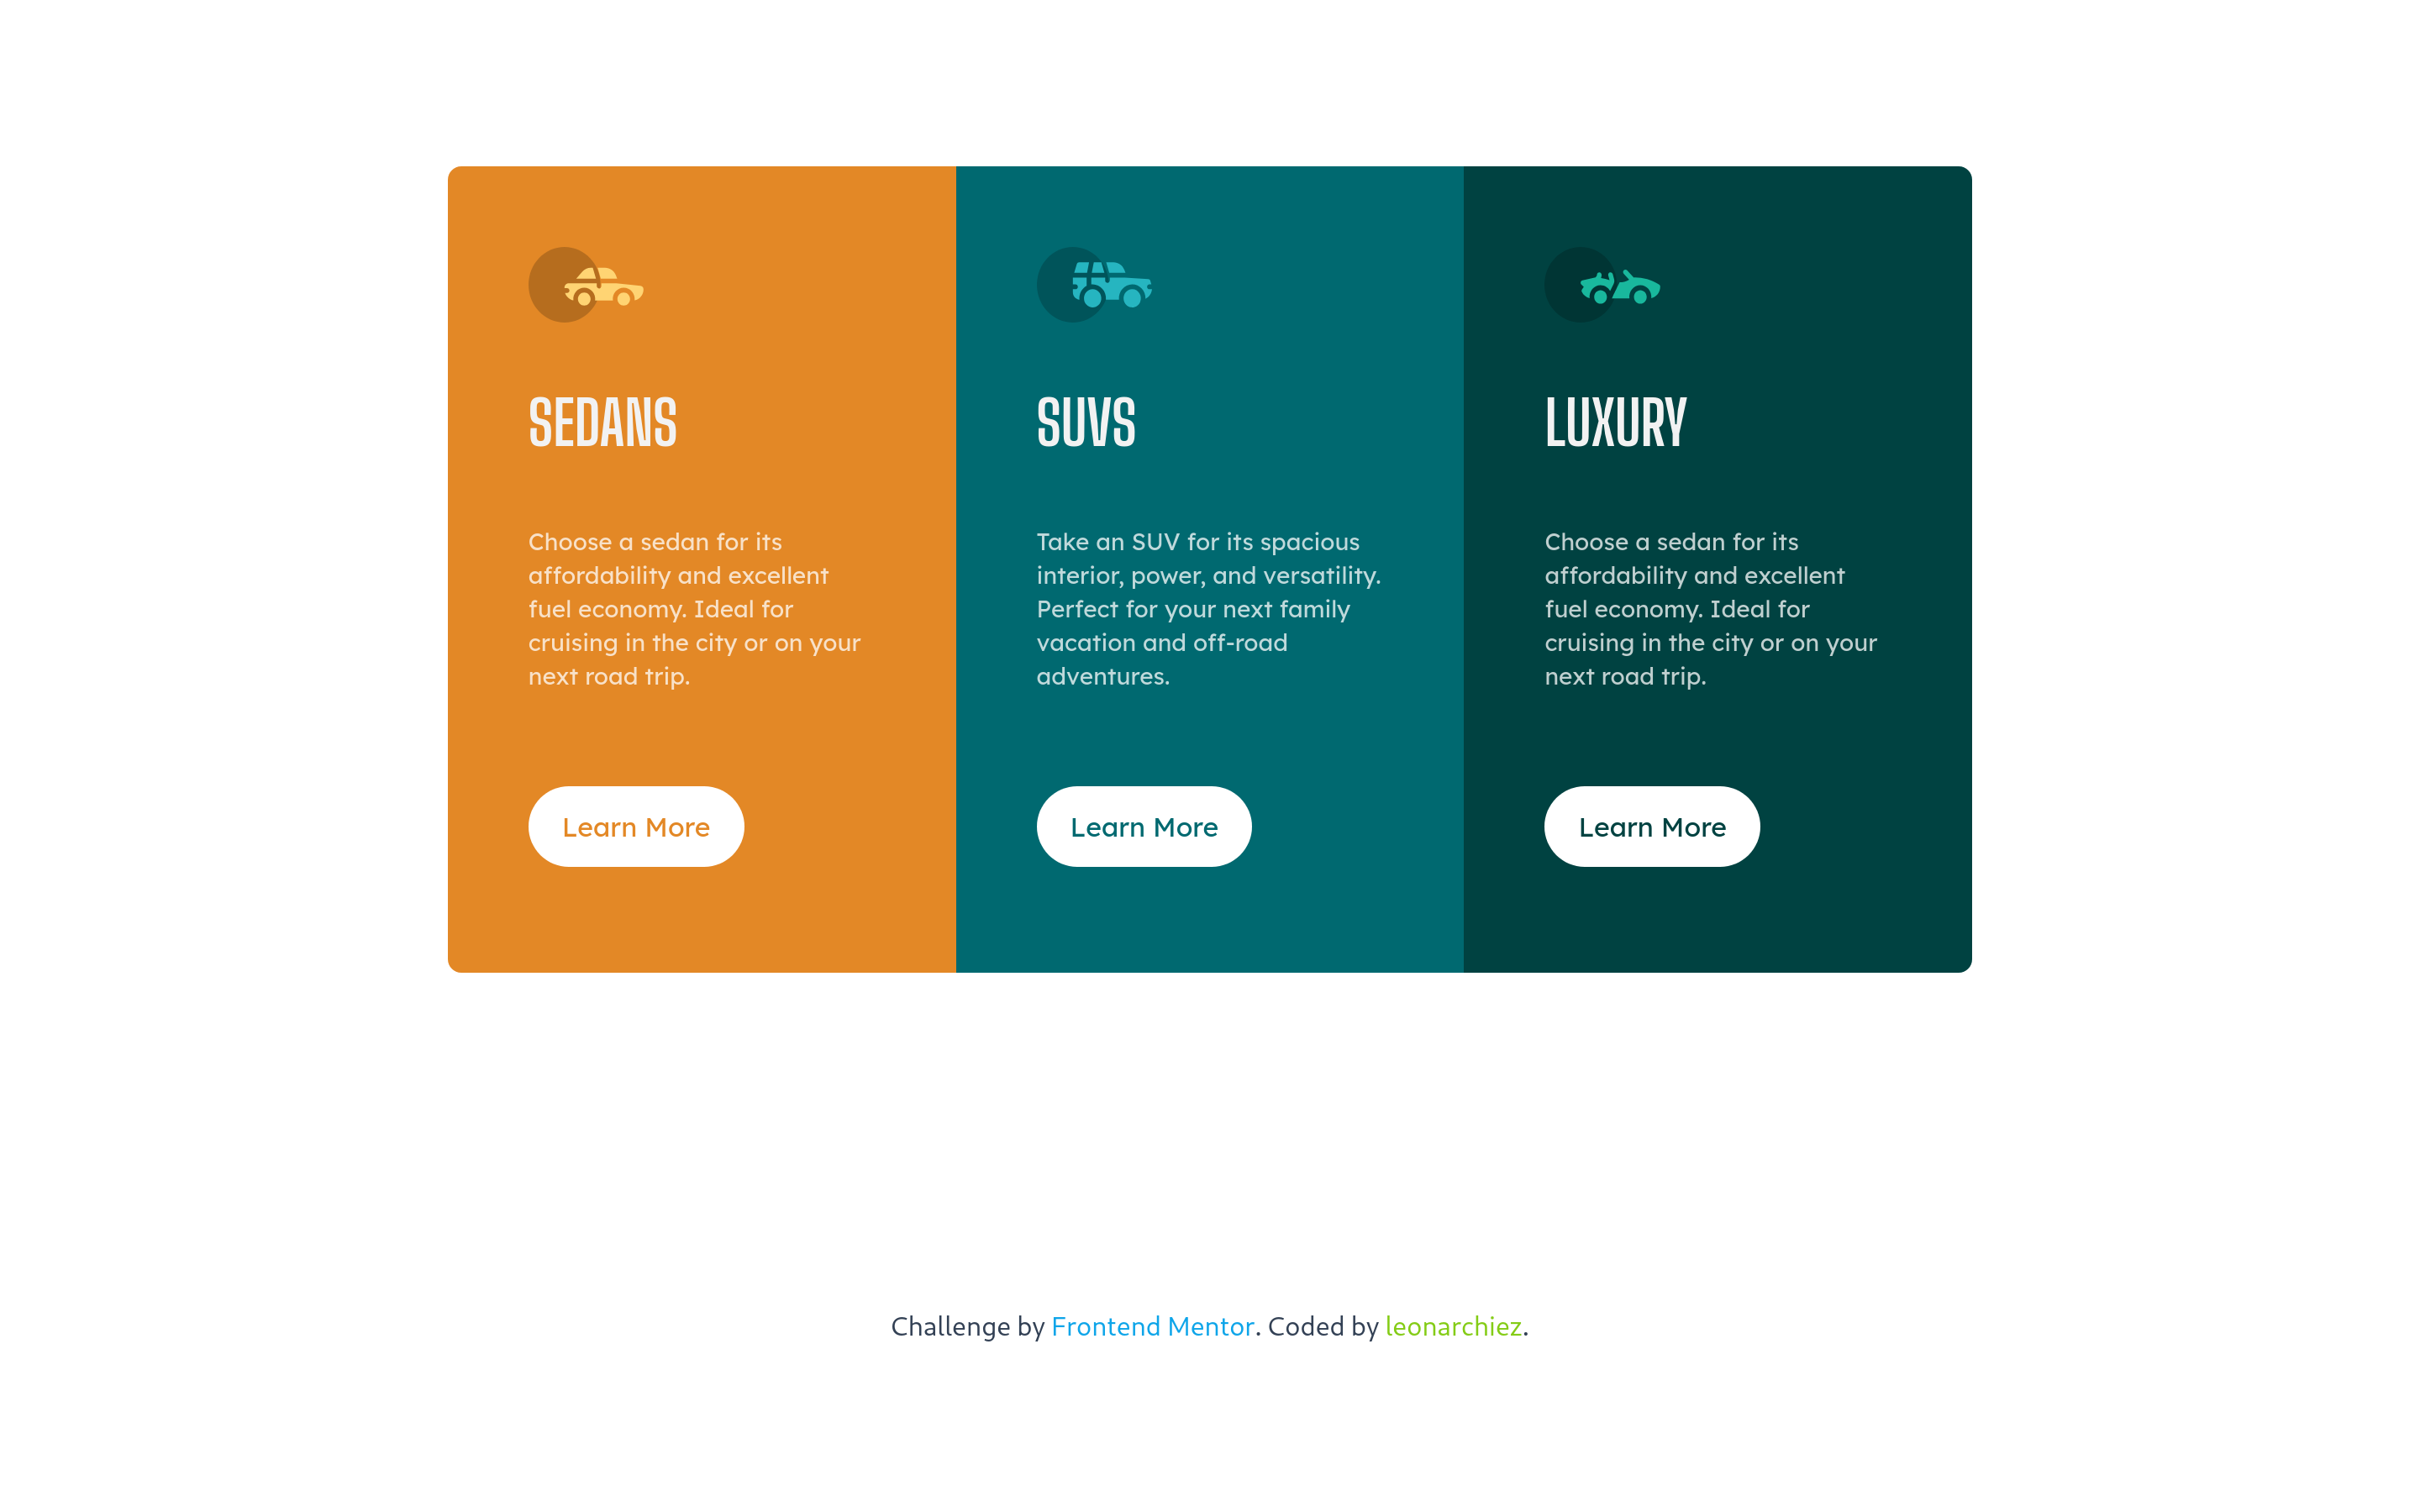 SEDANS
Choose a sedan for its
affordability and excellent
fuel economy. Ideal for
cruising in the city or on your
next road trip.
Learn More
SUVS
Take an SUV for its spacious
interior, power, and versatility.
Perfect for your next family
vacation and off-road
adventures.
Learn More
LUXURY
Choose a sedan for its
affordability and excellent
fuel economy. Ideal for
cruising in the city or on your
next road trip.
Learn More
Challenge by Frontend Mentor. Coded by leonarchiez.